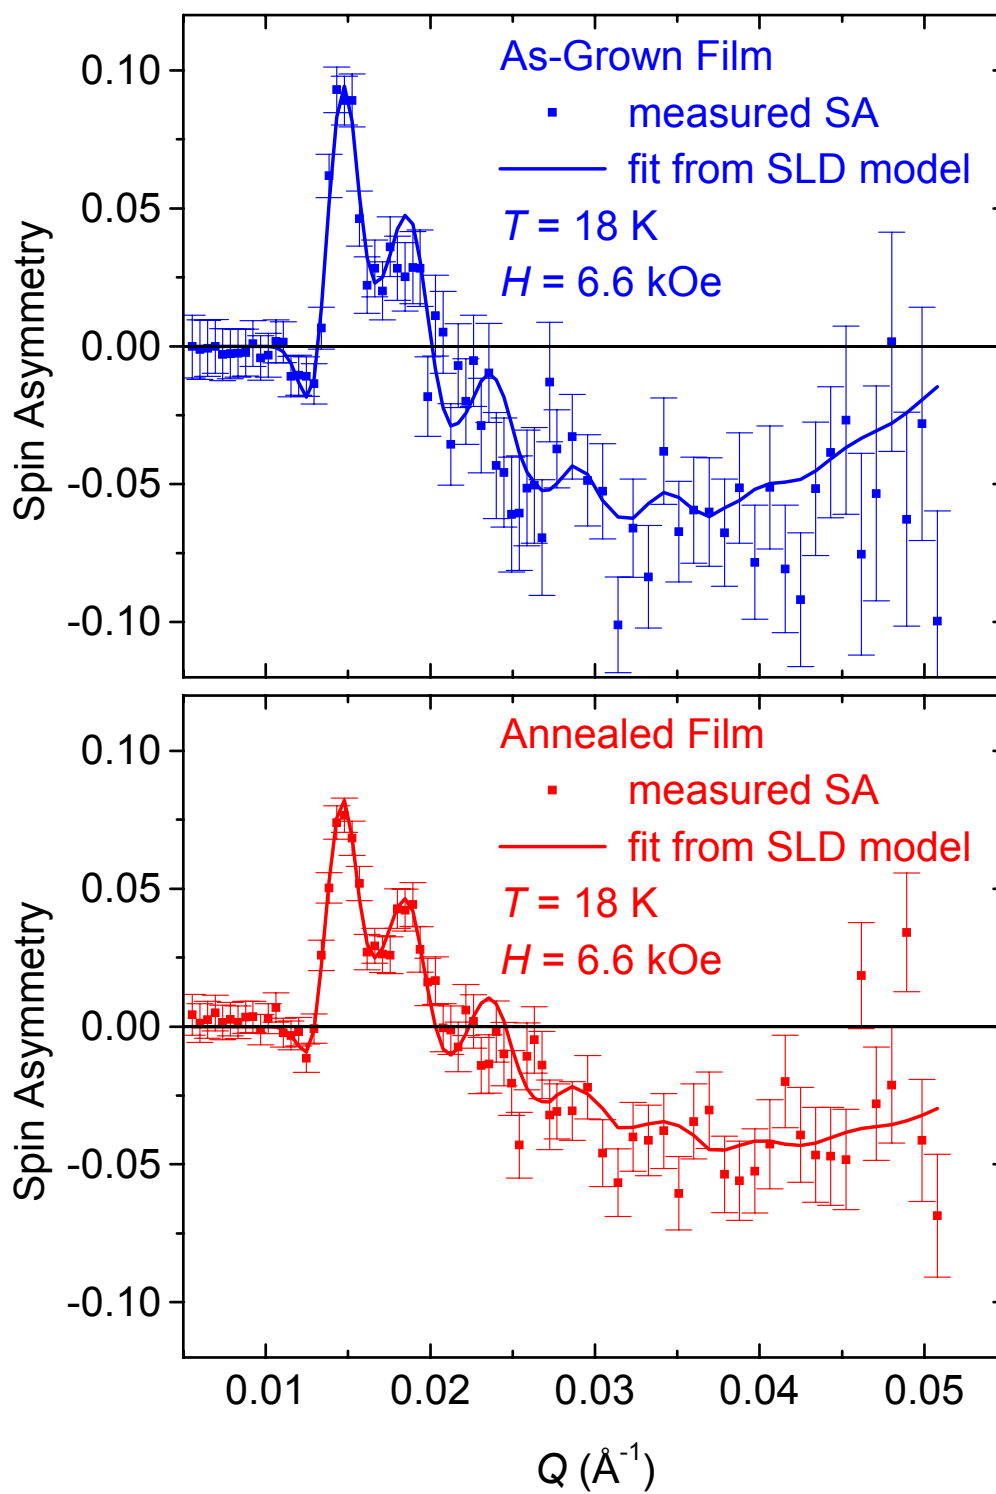 As-Grown Film
measured SA
fit from SLD model
T = 18 K
H = 6.6 kOe
0.10
0.05
0.00
-0.05
-0.10
Spin Asymmetry
Annealed Film
measured SA
fit from SLD model
T = 18 K
H = 6.6 kOe
0.10
0.05
0.00
-0.05
-0.10
Spin Asymmetry
0.01 0.02 0.03 0.04 0.05
Q (Å⁻¹)